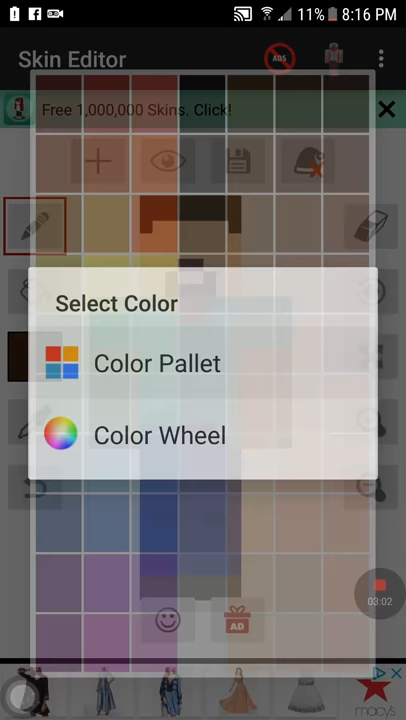 11% 8:16 PM
Skin Editor
ADS
Free 1,000,000 Skins. Click!
Select Color
Color Pallet
Color Wheel
03:02
AD
macy's